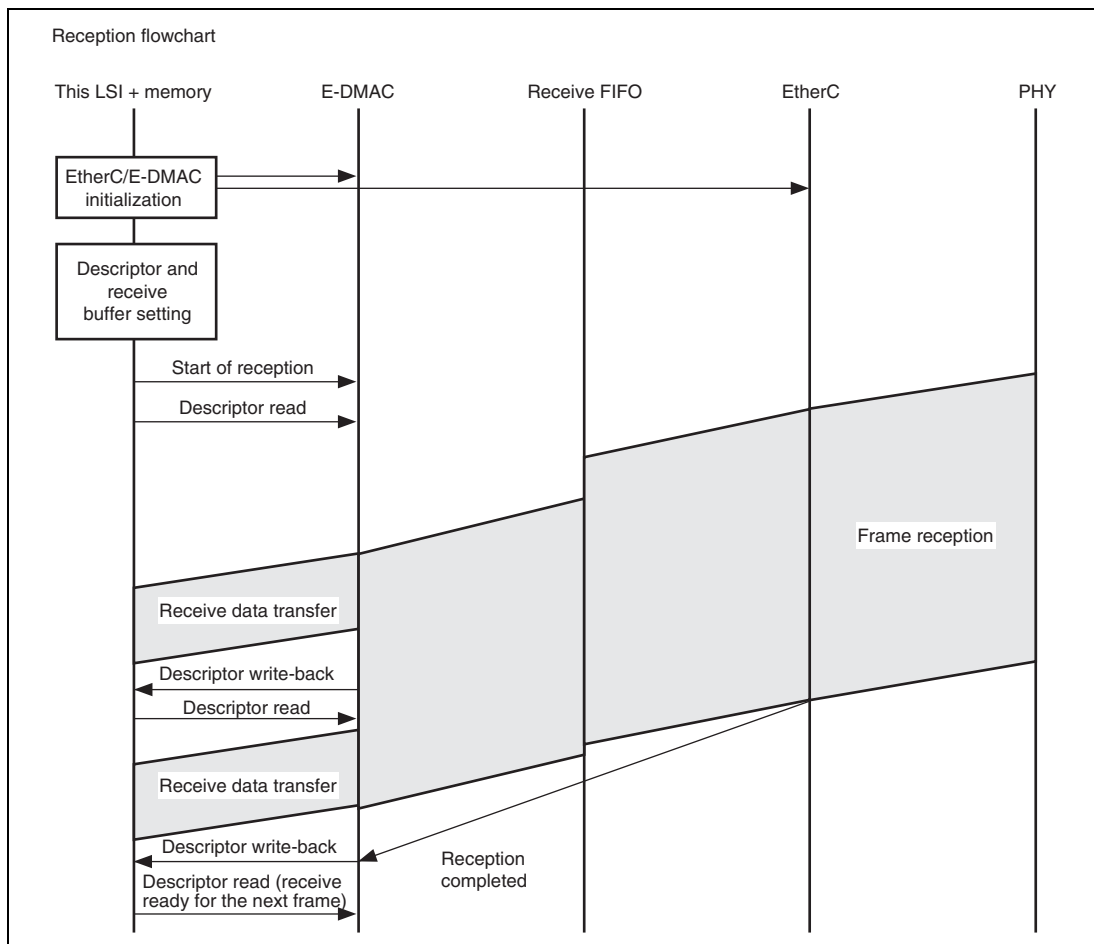 Reception flowchart
This LSI + memory
E-DMAC
Receive FIFO
EtherC
PHY
EtherC/E-DMAC
initialization
Descriptor and
receive
buffer setting
Start of reception
Descriptor read
Frame reception
Receive data transfer
Descriptor write-back
Descriptor read
Receive data transfer
Descriptor write-back
Reception
completed
Descriptor read (receive
ready for the next frame)